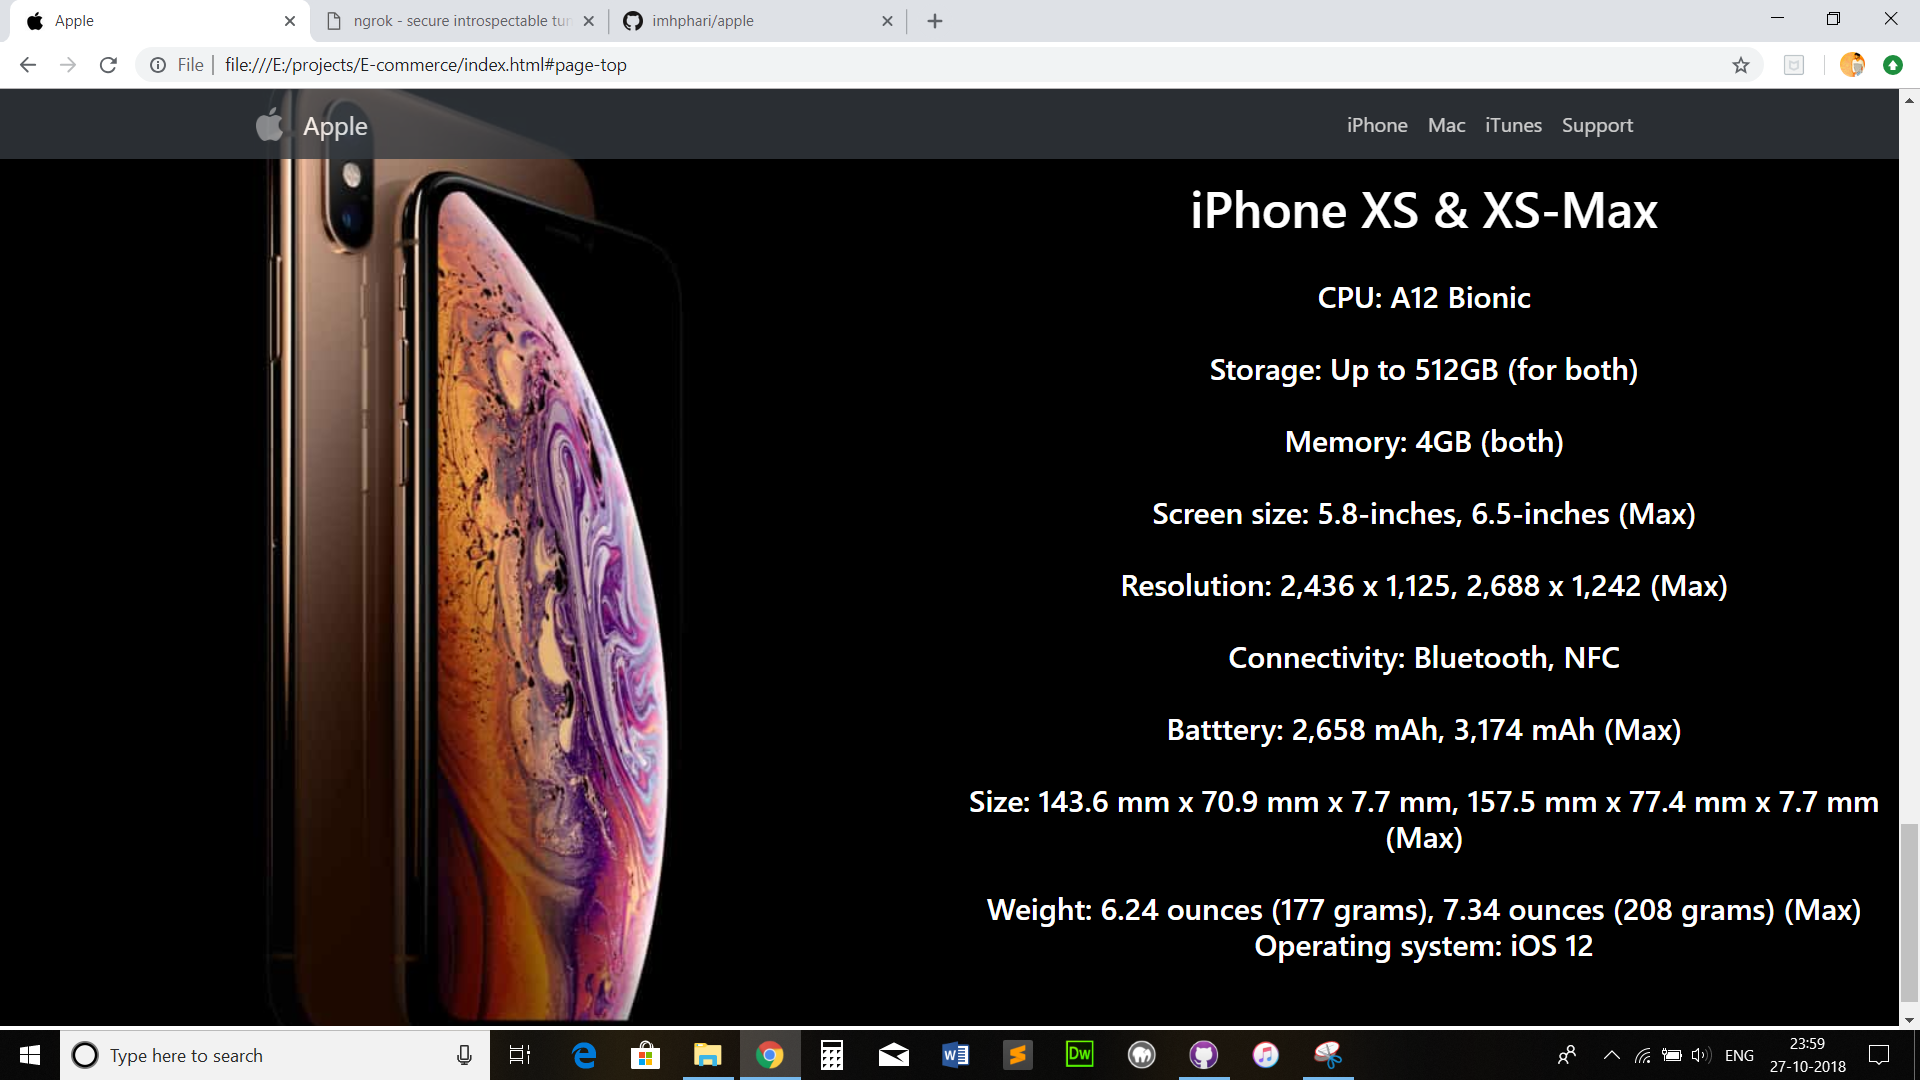 Apple
ngrok - secure introspectable tun
imhphari/apple
File
file:///E:/projects/E-commerce/index.html#page-top
Apple
iPhone Mac iTunes Support
iPhone XS & XS-Max
CPU: A12 Bionic
Storage: Up to 512GB (for both)
Memory: 4GB (both)
Screen size: 5.8-inches, 6.5-inches (Max)
Resolution: 2,436 x 1,125, 2,688 x 1,242 (Max)
Connectivity: Bluetooth, NFC
Batttery: 2,658 mAh, 3,174 mAh (Max)
Size: 143.6 mm x 70.9 mm x 7.7 mm, 157.5 mm x 77.4 mm x 7.7 mm
(Max)
Weight: 6.24 ounces (177 grams), 7.34 ounces (208 grams) (Max)
Operating system: iOS 12
Type here to search
Dw
ENG
23:59
27-10-2018